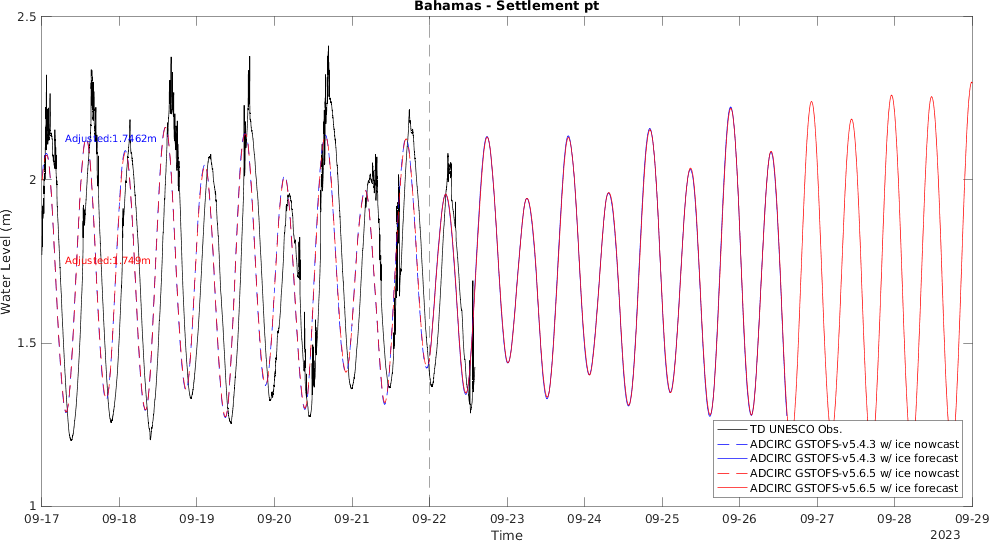 Bahamas - Settlement pt
2.5
2
1.5
1
Water Level (m)
Adjusted:1.7462m
Adjusted:1.749m
TD UNESCO Obs.
ADCIRC GSTOFS-v5.4.3 w/ ice nowcast
ADCIRC GSTOFS-v5.4.3 w/ ice forecast
ADCIRC GSTOFS-v5.6.5 w/ ice nowcast
ADCIRC GSTOFS-v5.6.5 w/ ice forecast
09-17 09-18 09-19 09-20 09-21 09-22 09-23 09-24 09-25 09-26 09-27 09-28 09-29
Time
2023